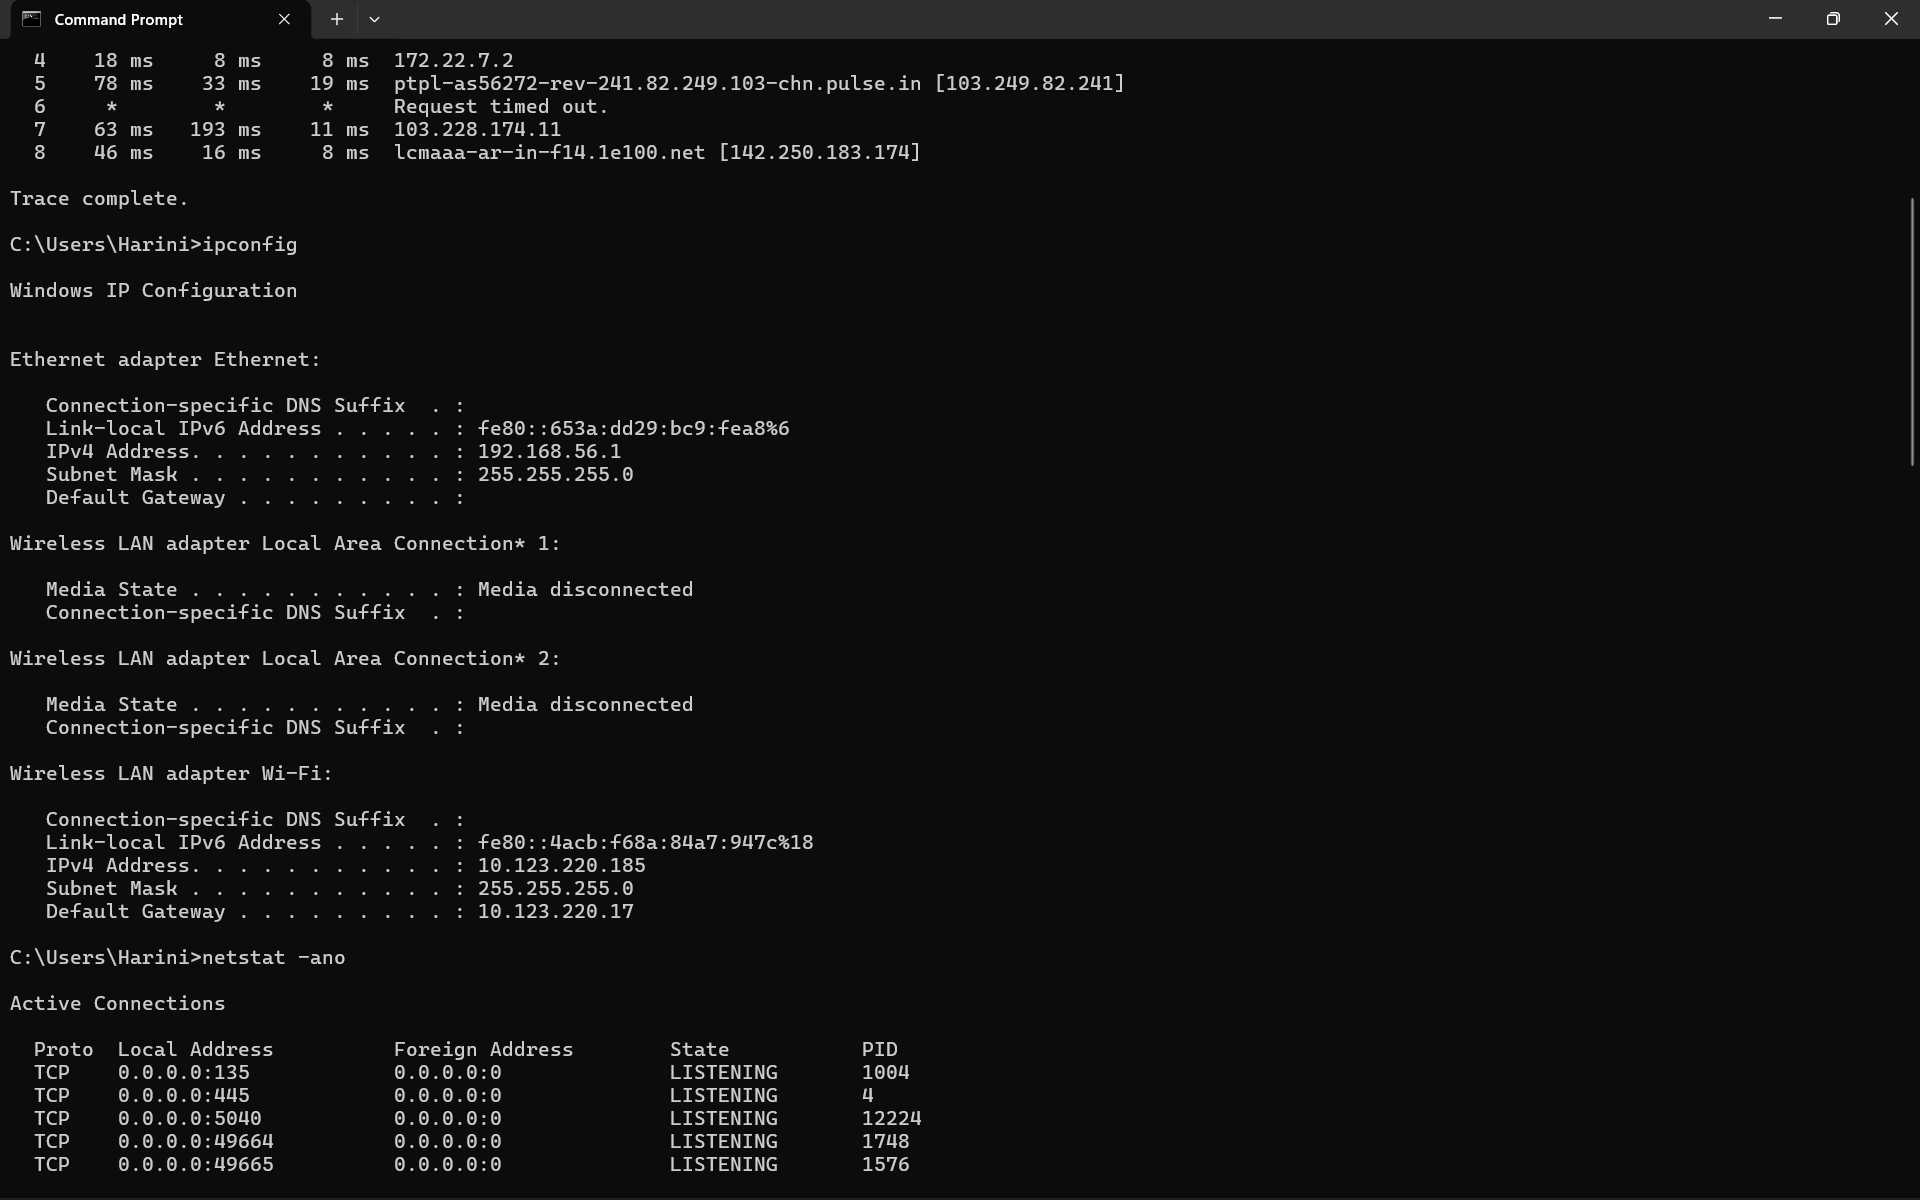 Command Prompt
4    18 ms     8 ms     8 ms  172.22.7.2
5    78 ms    33 ms    19 ms  ptpl-as56272-rev-241.82.249.103-chn.pulse.in [103.249.82.241]
6     *        *        *     Request timed out.
7    63 ms   193 ms    11 ms  103.228.174.11
8    46 ms    16 ms     8 ms  lcmaaa-ar-in-f14.1e100.net [142.250.183.174]
Trace complete.
C:\Users\Harini>ipconfig
Windows IP Configuration
Ethernet adapter Ethernet:
   Connection-specific DNS Suffix  . :
   Link-local IPv6 Address . . . . . : fe80::653a:dd29:bc9:fea8%6
   IPv4 Address. . . . . . . . . . . : 192.168.56.1
   Subnet Mask . . . . . . . . . . . : 255.255.255.0
   Default Gateway . . . . . . . . . :
Wireless LAN adapter Local Area Connection* 1:
   Media State . . . . . . . . . . . : Media disconnected
   Connection-specific DNS Suffix  . :
Wireless LAN adapter Local Area Connection* 2:
   Media State . . . . . . . . . . . : Media disconnected
   Connection-specific DNS Suffix  . :
Wireless LAN adapter Wi-Fi:
   Connection-specific DNS Suffix  . :
   Link-local IPv6 Address . . . . . : fe80::4acb:f68a:84a7:947c%18
   IPv4 Address. . . . . . . . . . . : 10.123.220.185
   Subnet Mask . . . . . . . . . . . : 255.255.255.0
   Default Gateway . . . . . . . . . : 10.123.220.17
C:\Users\Harini>netstat -ano
Active Connections
  Proto  Local Address          Foreign Address        State           PID
  TCP    0.0.0.0:135            0.0.0.0:0              LISTENING       1004
  TCP    0.0.0.0:445            0.0.0.0:0              LISTENING       4
  TCP    0.0.0.0:5040           0.0.0.0:0              LISTENING       12224
  TCP    0.0.0.0:49664          0.0.0.0:0              LISTENING       1748
  TCP    0.0.0.0:49665          0.0.0.0:0              LISTENING       1576